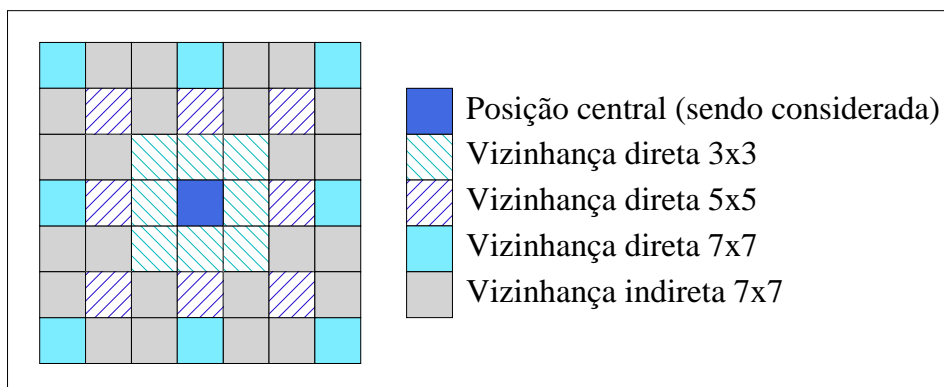 Posição central (sendo considerada)
Vizinhança direta 3x3
Vizinhança direta 5x5
Vizinhança direta 7x7
Vizinhança indireta 7x7